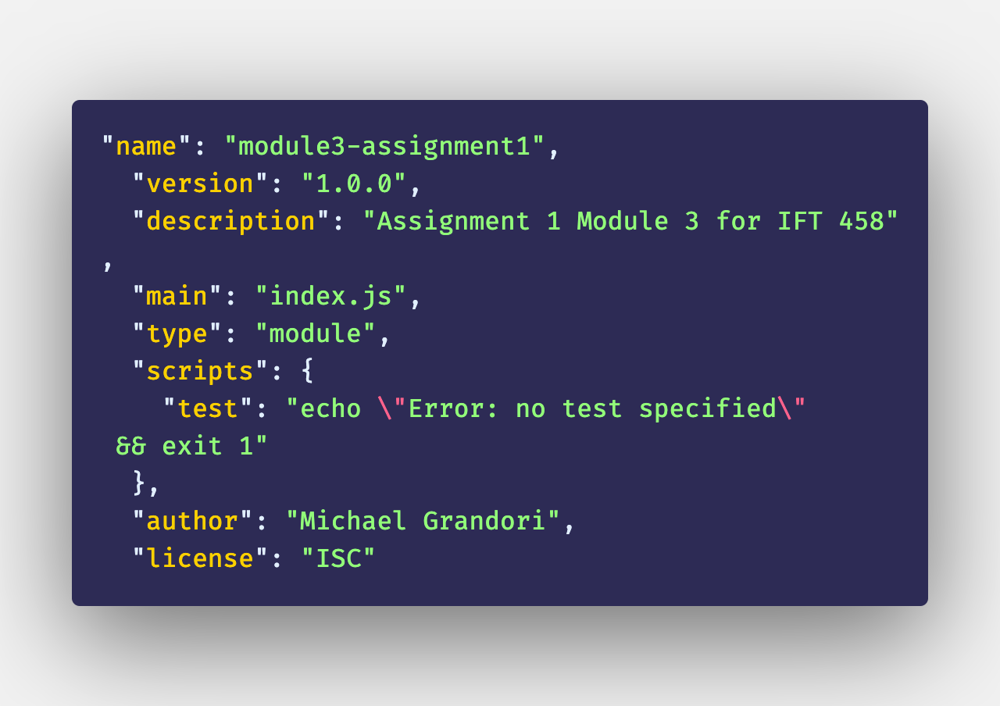 "name": "module3-assignment1",
  "version": "1.0.0",
  "description": "Assignment 1 Module 3 for IFT 458"
,
  "main": "index.js",
  "type": "module",
  "scripts": {
    "test": "echo \"Error: no test specified\"
 && exit 1"
  },
  "author": "Michael Grandori",
  "license": "ISC"